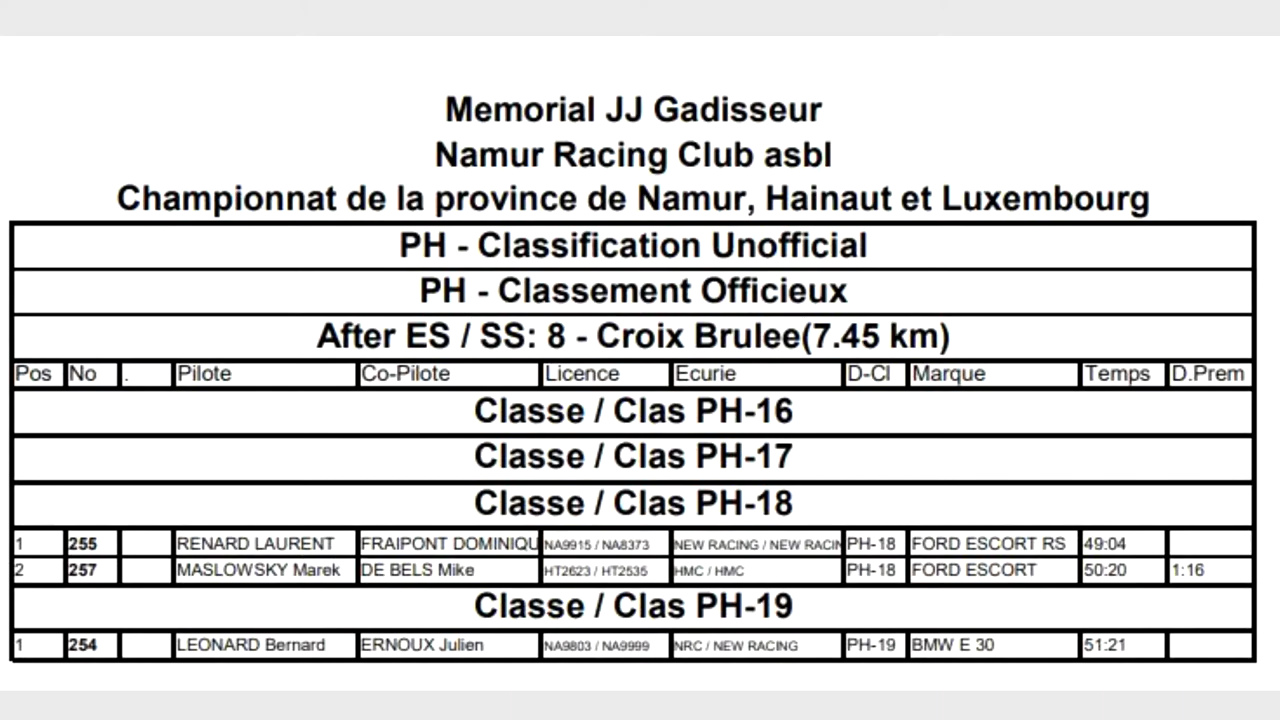 Memorial JJ Gadisseur
Namur Racing Club asbl
Championnat de la province de Namur, Hainaut et Luxembourg
PH - Classification Unofficial
PH - Classement Officieux
After ES / SS: 8 - Croix Brulee(7.45 km)
Pos No . Pilote Co-Pilote Licence Ecurie D-Cl Marque Temps D.Prem
Classe / Clas PH-16
Classe / Clas PH-17
Classe / Clas PH-18
1 255 RENARD LAURENT FRAIPONT DOMINIQU NA9915 / NA8373 NEW RACING / NEW RACIN PH-18 FORD ESCORT RS 49:04
2 257 MASLOWSKY Marek DE BELS Mike HT2623 / HT2535 HMC / HMC PH-18 FORD ESCORT 50:20 1:16
Classe / Clas PH-19
1 254 LEONARD Bernard ERNOUX Julien NA9803 / NA9999 NRC / NEW RACING PH-19 BMW E 30 51:21